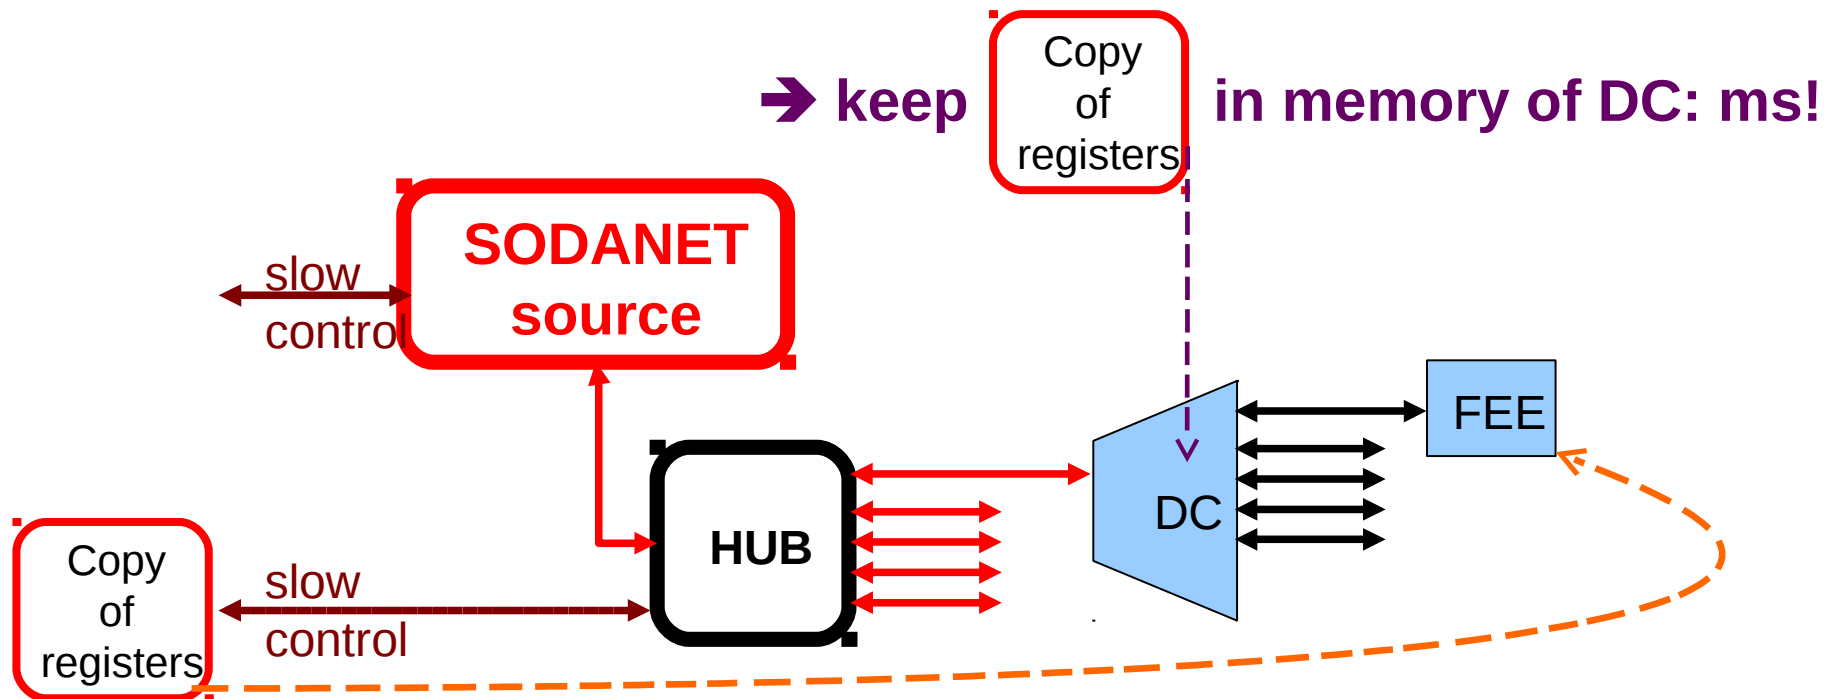 Copy
of
registers
➔ keep in memory of DC: ms!
SODANET
source
slow
control
FEE
DC
HUB
Copy
of
registers
slow
control